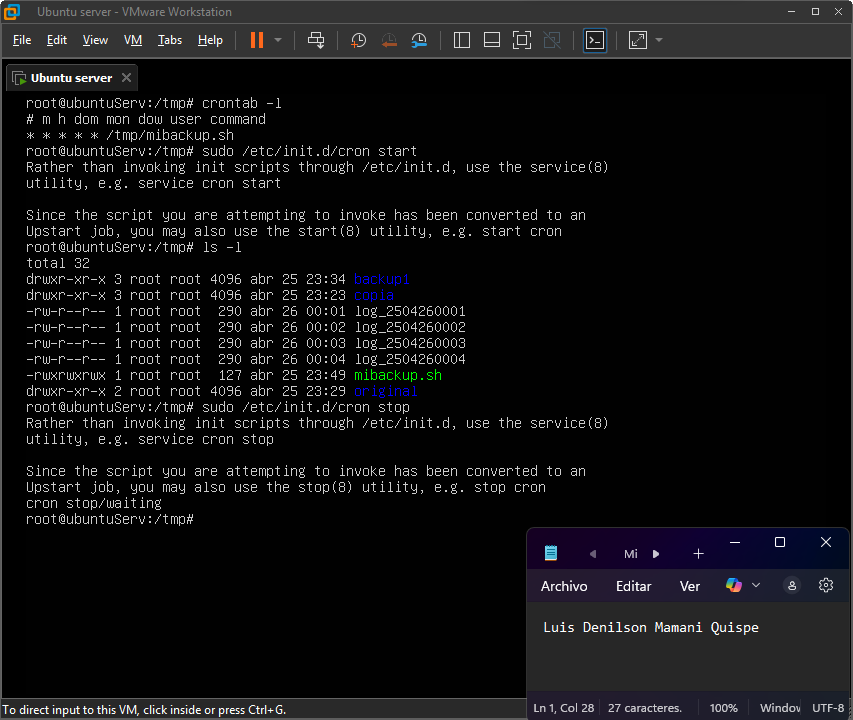 Ubuntu server - VMware Workstation
File Edit View VM Tabs Help
Ubuntu server
root@ubuntuServ:/tmp# crontab -l
# m h dom mon dow user command
* * * * * /tmp/mibackup.sh
root@ubuntuServ:/tmp# sudo /etc/init.d/cron start
Rather than invoking init scripts through /etc/init.d, use the service(8)
utility, e.g. service cron start
Since the script you are attempting to invoke has been converted to an
Upstart job, you may also use the start(8) utility, e.g. start cron
root@ubuntuServ:/tmp# ls -l
total 32
drwxr-xr-x 3 root root 4096 abr 25 23:34 backup1
drwxr-xr-x 3 root root 4096 abr 25 23:23 copia
-rw-r--r-- 1 root root  290 abr 26 00:01 log_2504260001
-rw-r--r-- 1 root root  290 abr 26 00:02 log_2504260002
-rw-r--r-- 1 root root  290 abr 26 00:03 log_2504260003
-rw-r--r-- 1 root root  290 abr 26 00:04 log_2504260004
-rwxrwxrwx 1 root root  127 abr 25 23:49 mibackup.sh
drwxr-xr-x 2 root root 4096 abr 25 23:29 original
root@ubuntuServ:/tmp# sudo /etc/init.d/cron stop
Rather than invoking init scripts through /etc/init.d, use the service(8)
utility, e.g. service cron stop
Since the script you are attempting to invoke has been converted to an
Upstart job, you may also use the stop(8) utility, e.g. stop cron
cron stop/waiting
root@ubuntuServ:/tmp#
Mi
Archivo Editar Ver
Luis Denilson Mamani Quispe
Ln 1, Col 28 27 caracteres. 100% Window UTF-8
To direct input to this VM, click inside or press Ctrl+G.